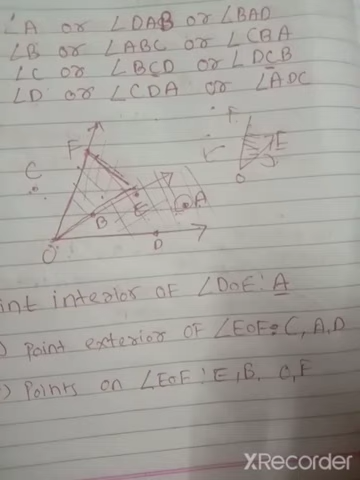 ∠A or ∠DAB or ∠BAD
∠B or ∠ABC or ∠CBA
∠C or ∠BCD or ∠DCB
∠D or ∠CDA or ∠ADC
F
E
O
F
C
E
A
B
O
D
int interior OF ∠DOE: A
) Point exterior OF ∠EOF: C, A, D
) Points on ∠EOF: E, B, O, F
XRecorder